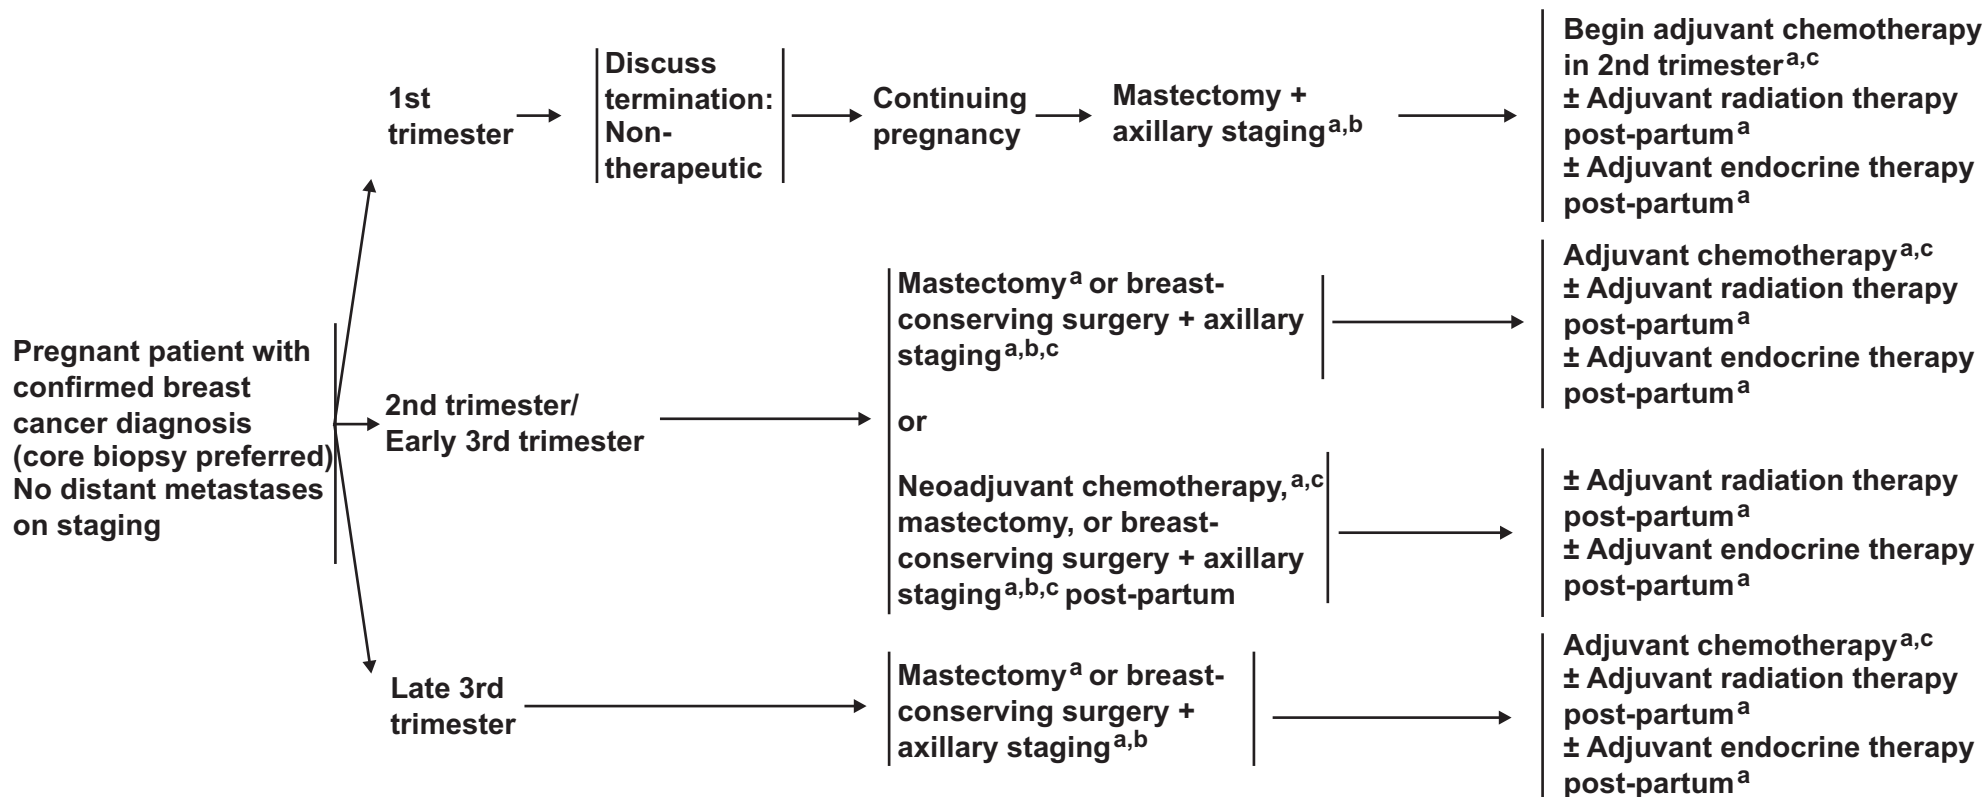 Pregnant patient with
confirmed breast
cancer diagnosis
(core biopsy preferred)
No distant metastases
on staging
1st
trimester
Discuss
termination:
Non-
therapeutic
Continuing
pregnancy
Mastectomy +
axillary staging a,b
Begin adjuvant chemotherapy
in 2nd trimester a,c
± Adjuvant radiation therapy
post-partum a
± Adjuvant endocrine therapy
post-partum a
2nd trimester/
Early 3rd trimester
Mastectomy a or breast-
conserving surgery + axillary
staging a,b,c
or
Neoadjuvant chemotherapy, a,c
mastectomy, or breast-
conserving surgery + axillary
staging a,b,c post-partum
Adjuvant chemotherapy a,c
± Adjuvant radiation therapy
post-partum a
± Adjuvant endocrine therapy
post-partum a
± Adjuvant radiation therapy
post-partum a
± Adjuvant endocrine therapy
post-partum a
Late 3rd
trimester
Mastectomy a or breast-
conserving surgery +
axillary staging a,b
Adjuvant chemotherapy a,c
± Adjuvant radiation therapy
post-partum a
± Adjuvant endocrine therapy
post-partum a